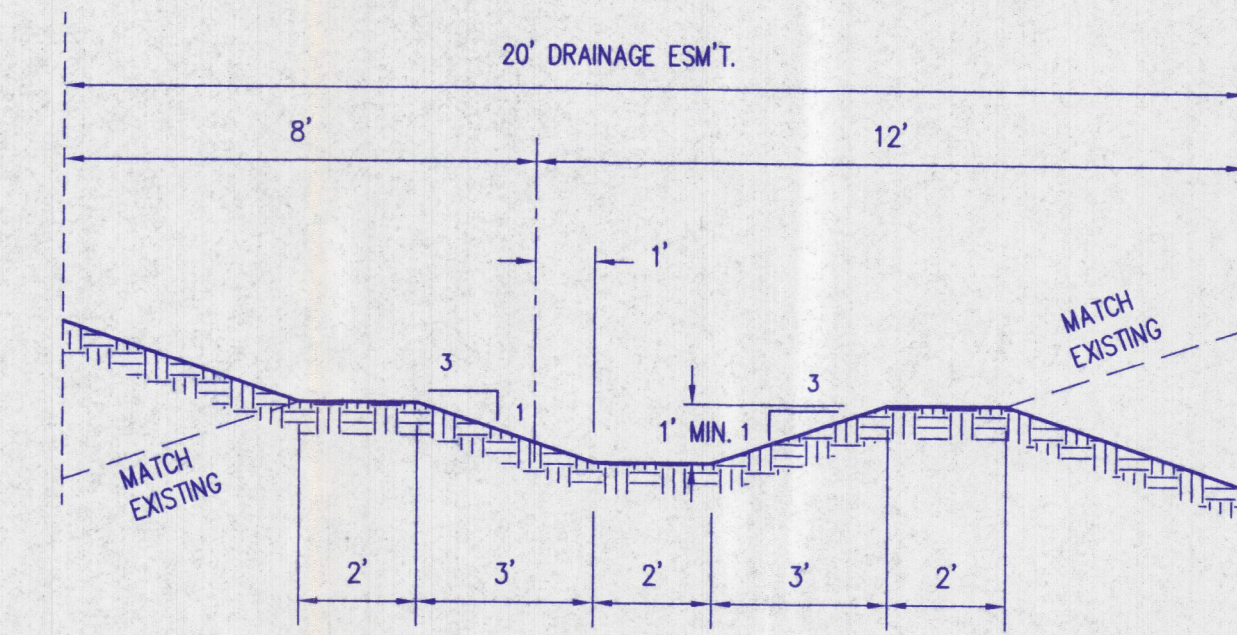 20' DRAINAGE ESM'T.
8'
12'
1'
MATCH
EXISTING
3
1
3
1' MIN. 1
MATCH
EXISTING
2'
3'
2'
3'
2'